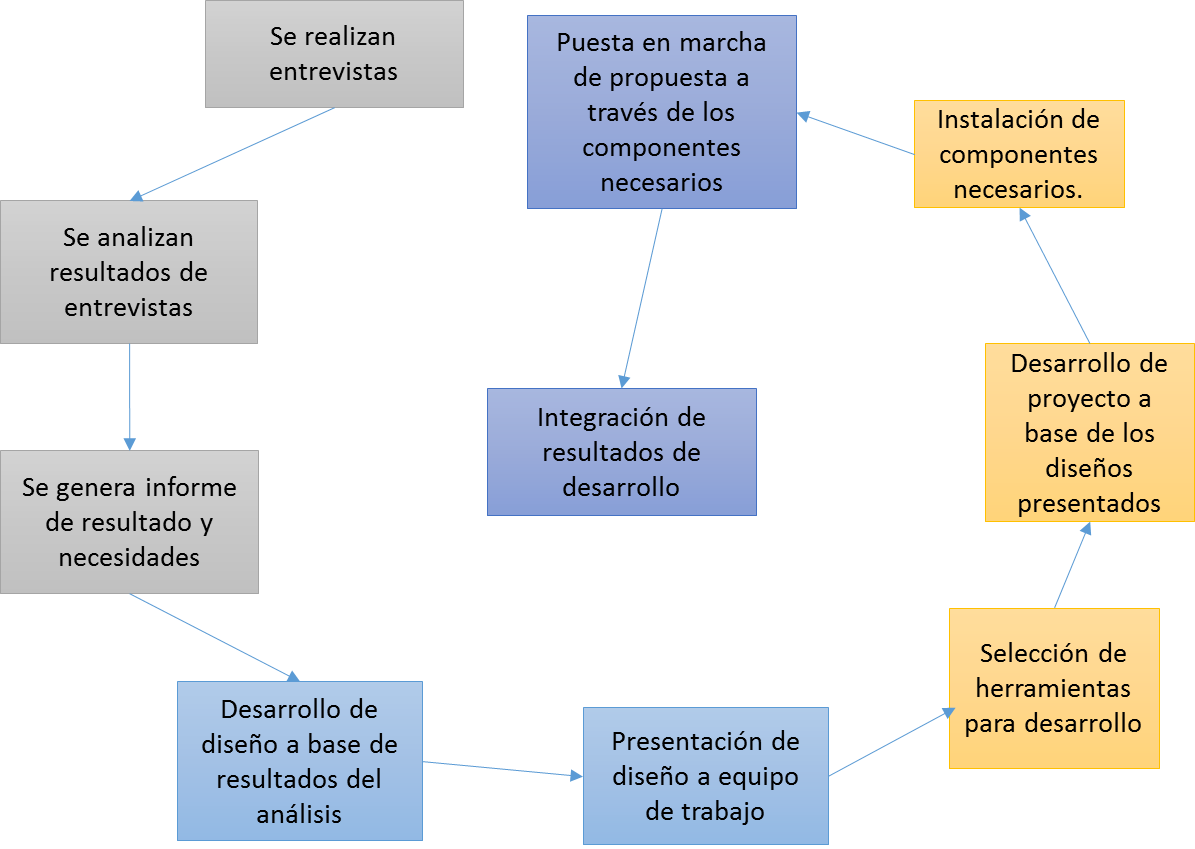 Se realizan
entrevistas
Se analizan
resultados de
entrevistas
Se genera informe
de resultado y
necesidades
Desarrollo de
diseño a base de
resultados del
análisis
Presentación de
diseño a equipo
de trabajo
Selección de
herramientas
para desarrollo
Desarrollo de
proyecto a
base de los
diseños
presentados
Instalación de
componentes
necesarios.
Puesta en marcha
de propuesta a
través de los
componentes
necesarios
Integración de
resultados de
desarrollo